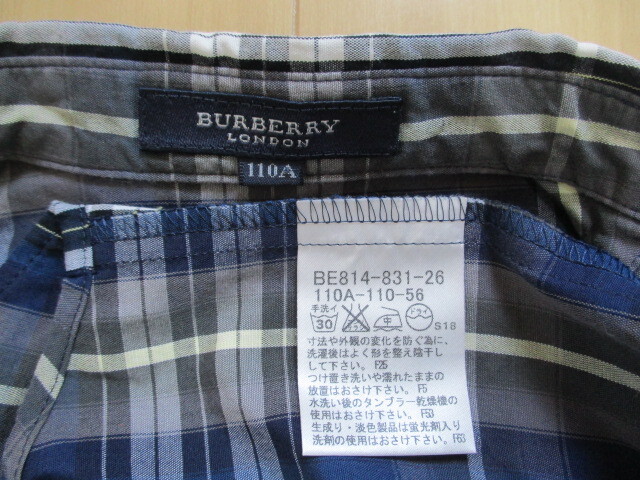 BURBERRY
LONDON
110A
BE814-831-26
110A-110-56
手洗イ
30 中 ドライ S18
寸法や外観の変化を防ぐ為に、
洗濯後はよく形を整え陰干し
して下さい。 F25
つけ置き洗いや濡れたままの
放置はおさけ下さい。 F5
水洗い後のタンブラー乾燥機の
使用はおさけ下さい。 F53
生成り・淡色製品は蛍光剤入り
洗剤の使用はおさけ下さい。 F63